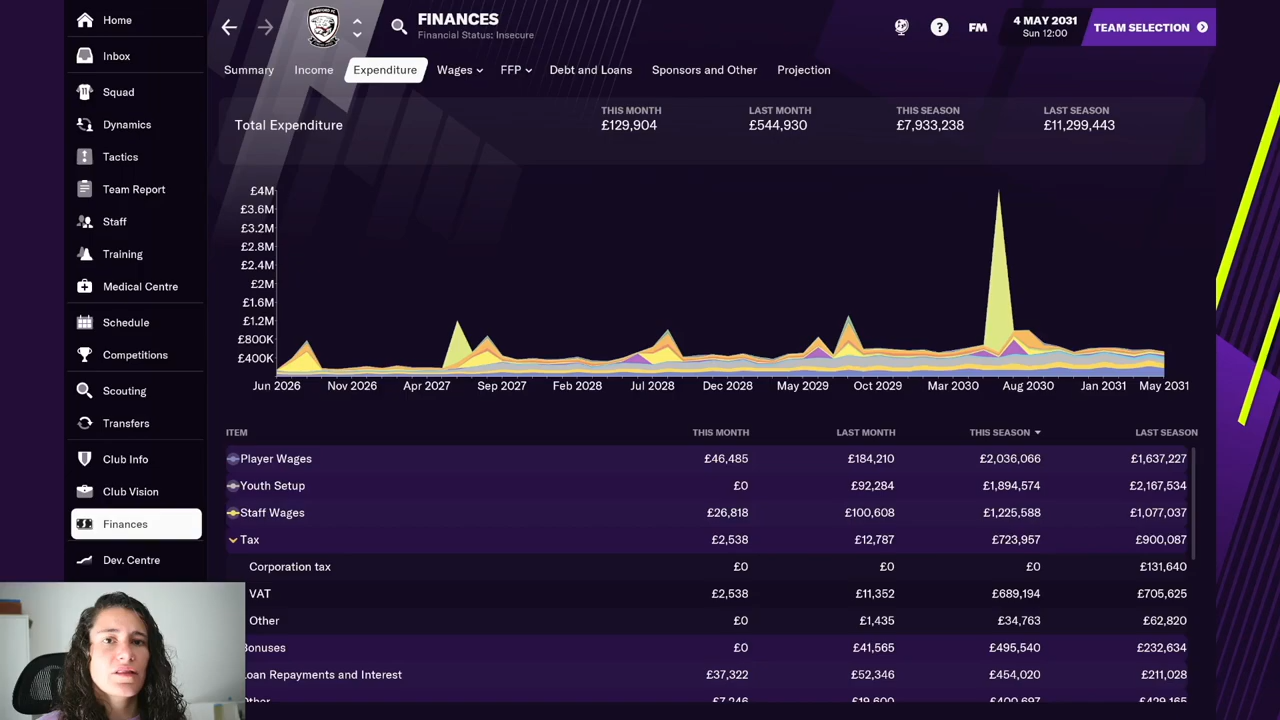 Home
Inbox
Squad
Dynamics
Tactics
Team Report
Staff
Training
Medical Centre
Schedule
Competitions
Scouting
Transfers
Club Info
Club Vision
Finances
Dev. Centre
FINANCES
Financial Status: Insecure
FM
4 MAY 2031
Sun 12:00
TEAM SELECTION
Summary Income Expenditure Wages FFP Debt and Loans Sponsors and Other Projection
THIS MONTH LAST MONTH THIS SEASON LAST SEASON
Total Expenditure £129,904 £544,930 £7,933,238 £11,299,443
£4M
£3.6M
£3.2M
£2.8M
£2.4M
£2M
£1.6M
£1.2M
£800K
£400K
Jun 2026 Nov 2026 Apr 2027 Sep 2027 Feb 2028 Jul 2028 Dec 2028 May 2029 Oct 2029 Mar 2030 Aug 2030 Jan 2031 May 2031
ITEM THIS MONTH LAST MONTH THIS SEASON LAST SEASON
Player Wages £46,485 £184,210 £2,036,066 £1,637,227
Youth Setup £0 £92,284 £1,894,574 £2,167,534
Staff Wages £26,818 £100,608 £1,225,588 £1,077,037
Tax £2,538 £12,787 £723,957 £900,087
Corporation tax £0 £0 £0 £131,640
VAT £2,538 £11,352 £689,194 £705,625
Other £0 £1,435 £34,763 £62,820
Bonuses £0 £41,565 £495,540 £232,634
Loan Repayments and Interest £37,322 £52,346 £454,020 £211,028
Other £7,246 £19,600 £400,697 £429,165